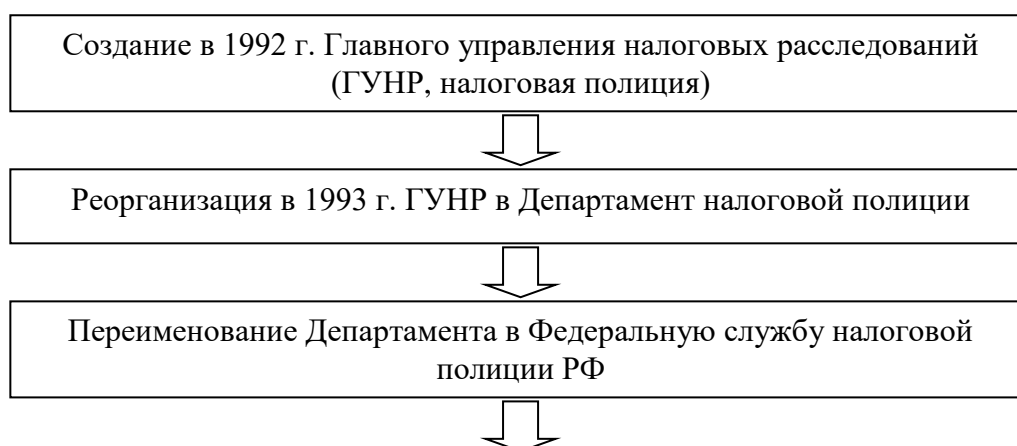 Создание в 1992 г. Главного управления налоговых расследований
(ГУНР, налоговая полиция)
Реорганизация в 1993 г. ГУНР в Департамент налоговой полиции
Переименование Департамента в Федеральную службу налоговой
полиции РФ